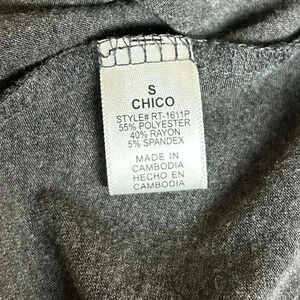 S
CHICO
STYLE# RT-1611P
55% POLYESTER
40% RAYON
5% SPANDEX
MADE IN
CAMBODIA
HECHO EN
CAMBODIA